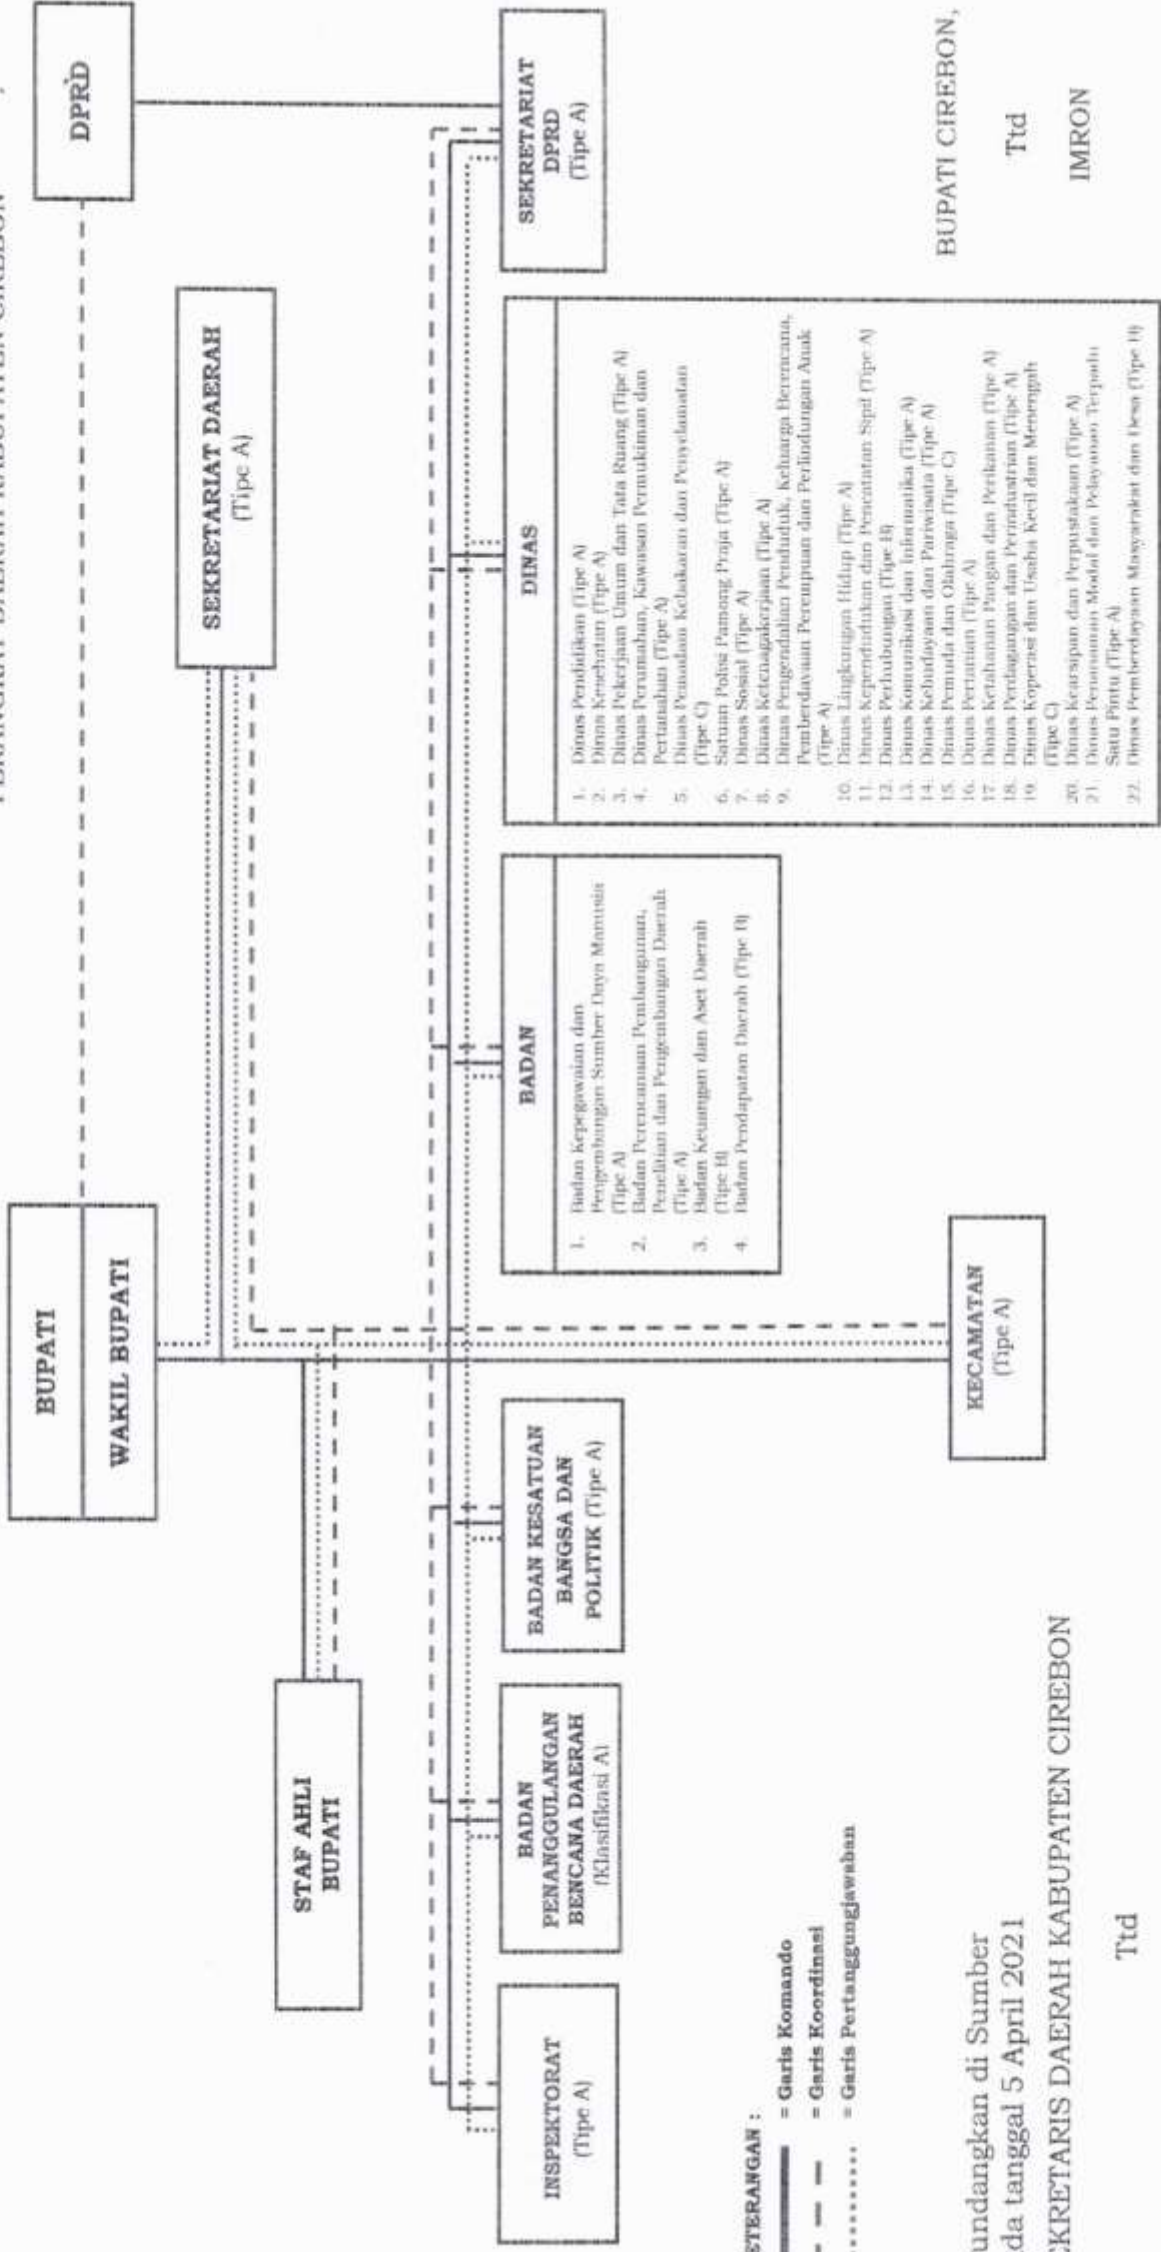 BUPATI
WAKIL BUPATI
DPRD
SEKRETARIAT DAERAH
(Tipe A)
STAF AHLI
BUPATI
INSPEKTORAT
(Tipe A)
BADAN
PENANGGULANGAN
BENCANA DAERAH
(Klasifikasi A)
BADAN KESATUAN
BANGSA DAN
POLITIK (Tipe A)
BADAN
1. Badan Kepegawaian dan
Pengembangan Sumber Daya Manusia
(Tipe A)
2. Badan Perencanaan Pembangunan,
Penelitian dan Pengembangan Daerah
(Tipe A)
3. Badan Keuangan dan Aset Daerah
(Tipe B)
4. Badan Pendapatan Daerah (Tipe B)
DINAS
1. Dinas Pendidikan (Tipe A)
2. Dinas Kesehatan (Tipe A)
3. Dinas Pekerjaan Umum dan Tata Ruang (Tipe A)
4. Dinas Perumahan, Kawasan Permukiman dan
Pertanahan (Tipe A)
5. Dinas Pemadam Kebakaran dan Penyelamatan
(Tipe C)
6. Satuan Polisi Pamong Praja (Tipe A)
7. Dinas Sosial (Tipe A)
8. Dinas Ketenagakerjaan (Tipe A)
9. Dinas Pengendalian Penduduk, Keluarga Berencana,
Pemberdayaan Perempuan dan Perlindungan Anak
(Tipe A)
10. Dinas Lingkungan Hidup (Tipe A)
11. Dinas Kependudukan dan Pencatatan Sipil (Tipe A)
12. Dinas Perhubungan (Tipe B)
13. Dinas Komunikasi dan Informatika (Tipe A)
14. Dinas Kebudayaan dan Pariwisata (Tipe A)
15. Dinas Pemuda dan Olahraga (Tipe C)
16. Dinas Pertanian (Tipe A)
17. Dinas Ketahanan Pangan dan Perikanan (Tipe A)
18. Dinas Perdagangan dan Perindustrian (Tipe A)
19. Dinas Koperasi dan Usaha Kecil dan Menengah
(Tipe C)
20. Dinas Kearsipan dan Perpustakaan (Tipe A)
21. Dinas Penanaman Modal dan Pelayanan Terpadu
Satu Pintu (Tipe A)
22. Dinas Pemberdayaan Masyarakat dan Desa (Tipe B)
SEKRETARIAT
DPRD
(Tipe A)
KECAMATAN
(Tipe A)
ETERANGAN :
= Garis Komando
= Garis Koordinasi
= Garis Pertanggungjawaban
BUPATI CIREBON,
Ttd
IMRON
undangkan di Sumber
da tanggal 5 April 2021
EKRETARIS DAERAH KABUPATEN CIREBON
Ttd